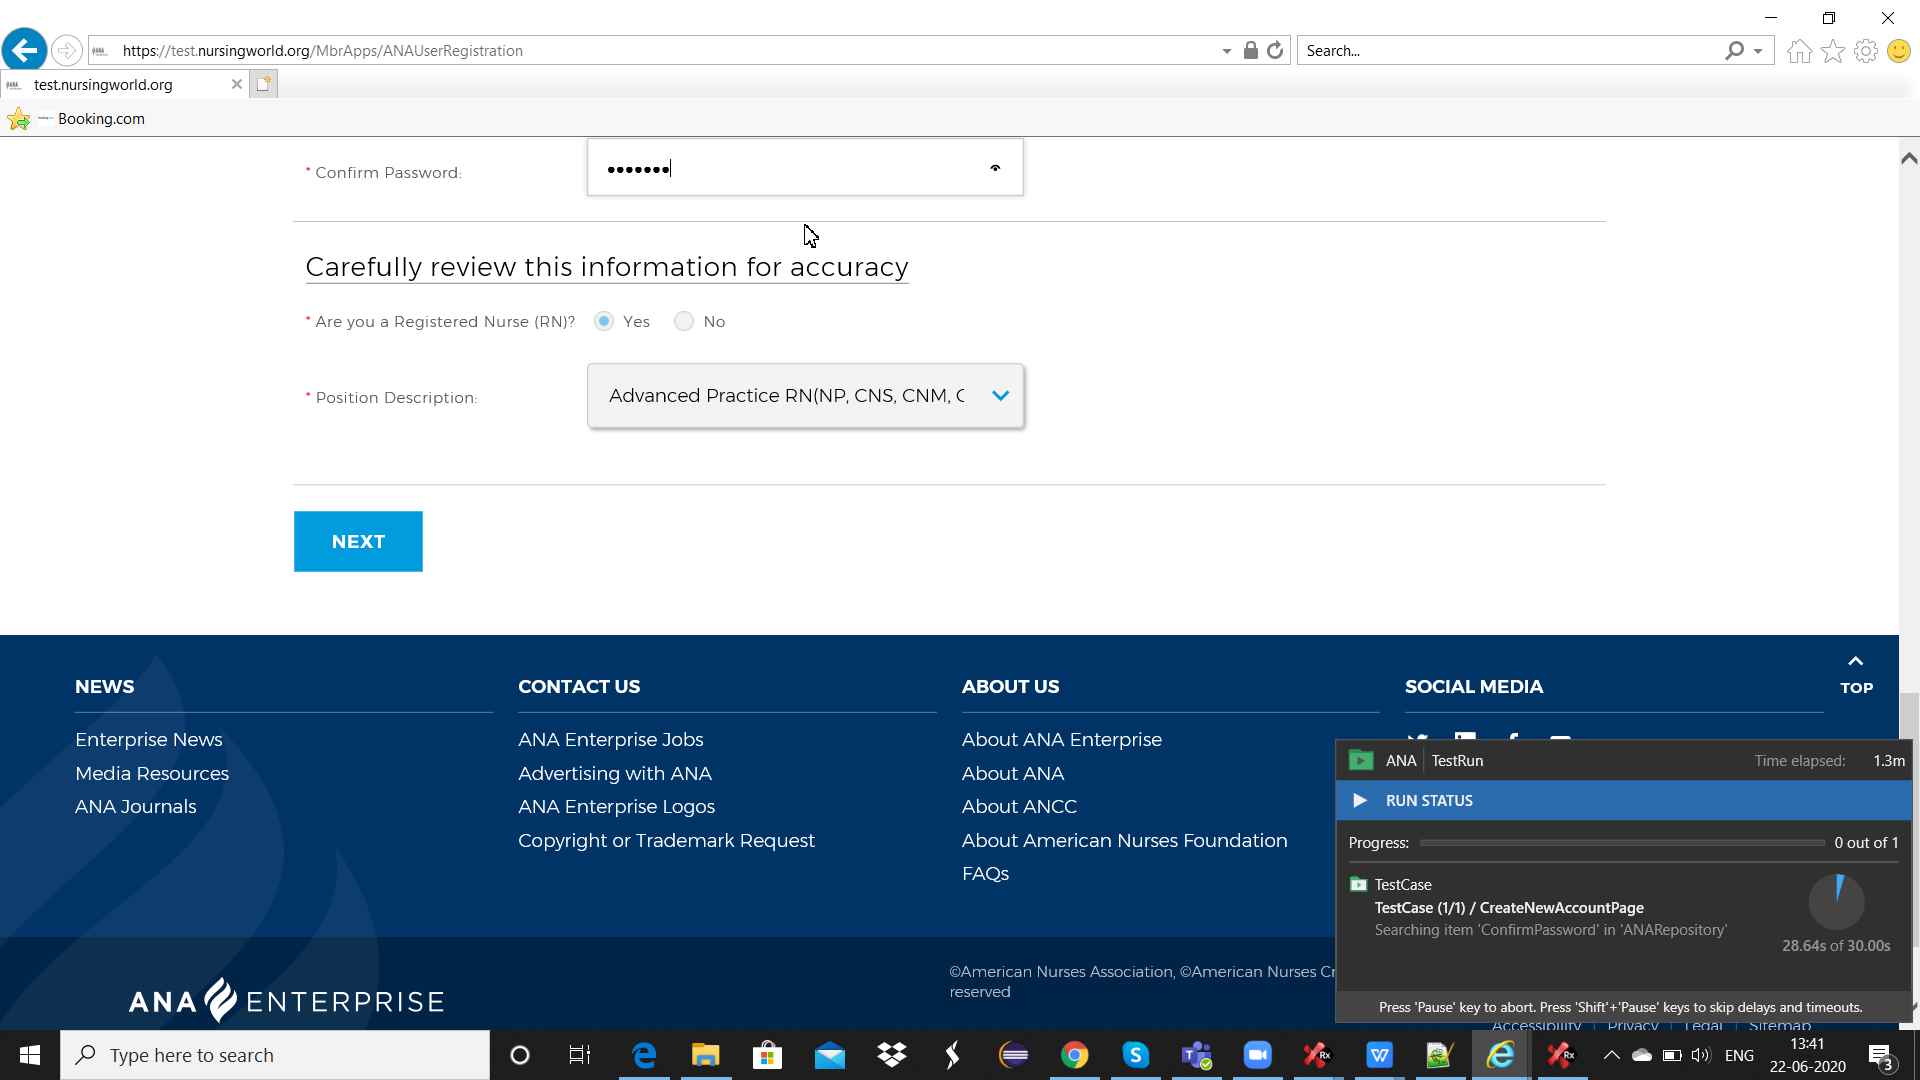 https://test.nursingworld.org/MbrApps/ANAUserRegistration
Search...
test.nursingworld.org
Booking.com
* Confirm Password:
•••••••
Carefully review this information for accuracy
* Are you a Registered Nurse (RN)? Yes No
* Position Description:
Advanced Practice RN(NP, CNS, CNM, C
NEXT
TOP
NEWS
Enterprise News
Media Resources
ANA Journals
CONTACT US
ANA Enterprise Jobs
Advertising with ANA
ANA Enterprise Logos
Copyright or Trademark Request
ABOUT US
About ANA Enterprise
About ANA
About ANCC
About American Nurses Foundation
FAQs
SOCIAL MEDIA
ANA TestRun Time elapsed: 1.3m
RUN STATUS
Progress: 0 out of 1
TestCase
TestCase (1/1) / CreateNewAccountPage
Searching item 'ConfirmPassword' in 'ANARepository'
28.64s of 30.00s
Press 'Pause' key to abort. Press 'Shift'+'Pause' keys to skip delays and timeouts.
ANA ENTERPRISE
©American Nurses Association, ©American Nurses Cr
reserved
Accessibility | Privacy | Legal | Sitemap
Type here to search
ENG
13:41
22-06-2020
3